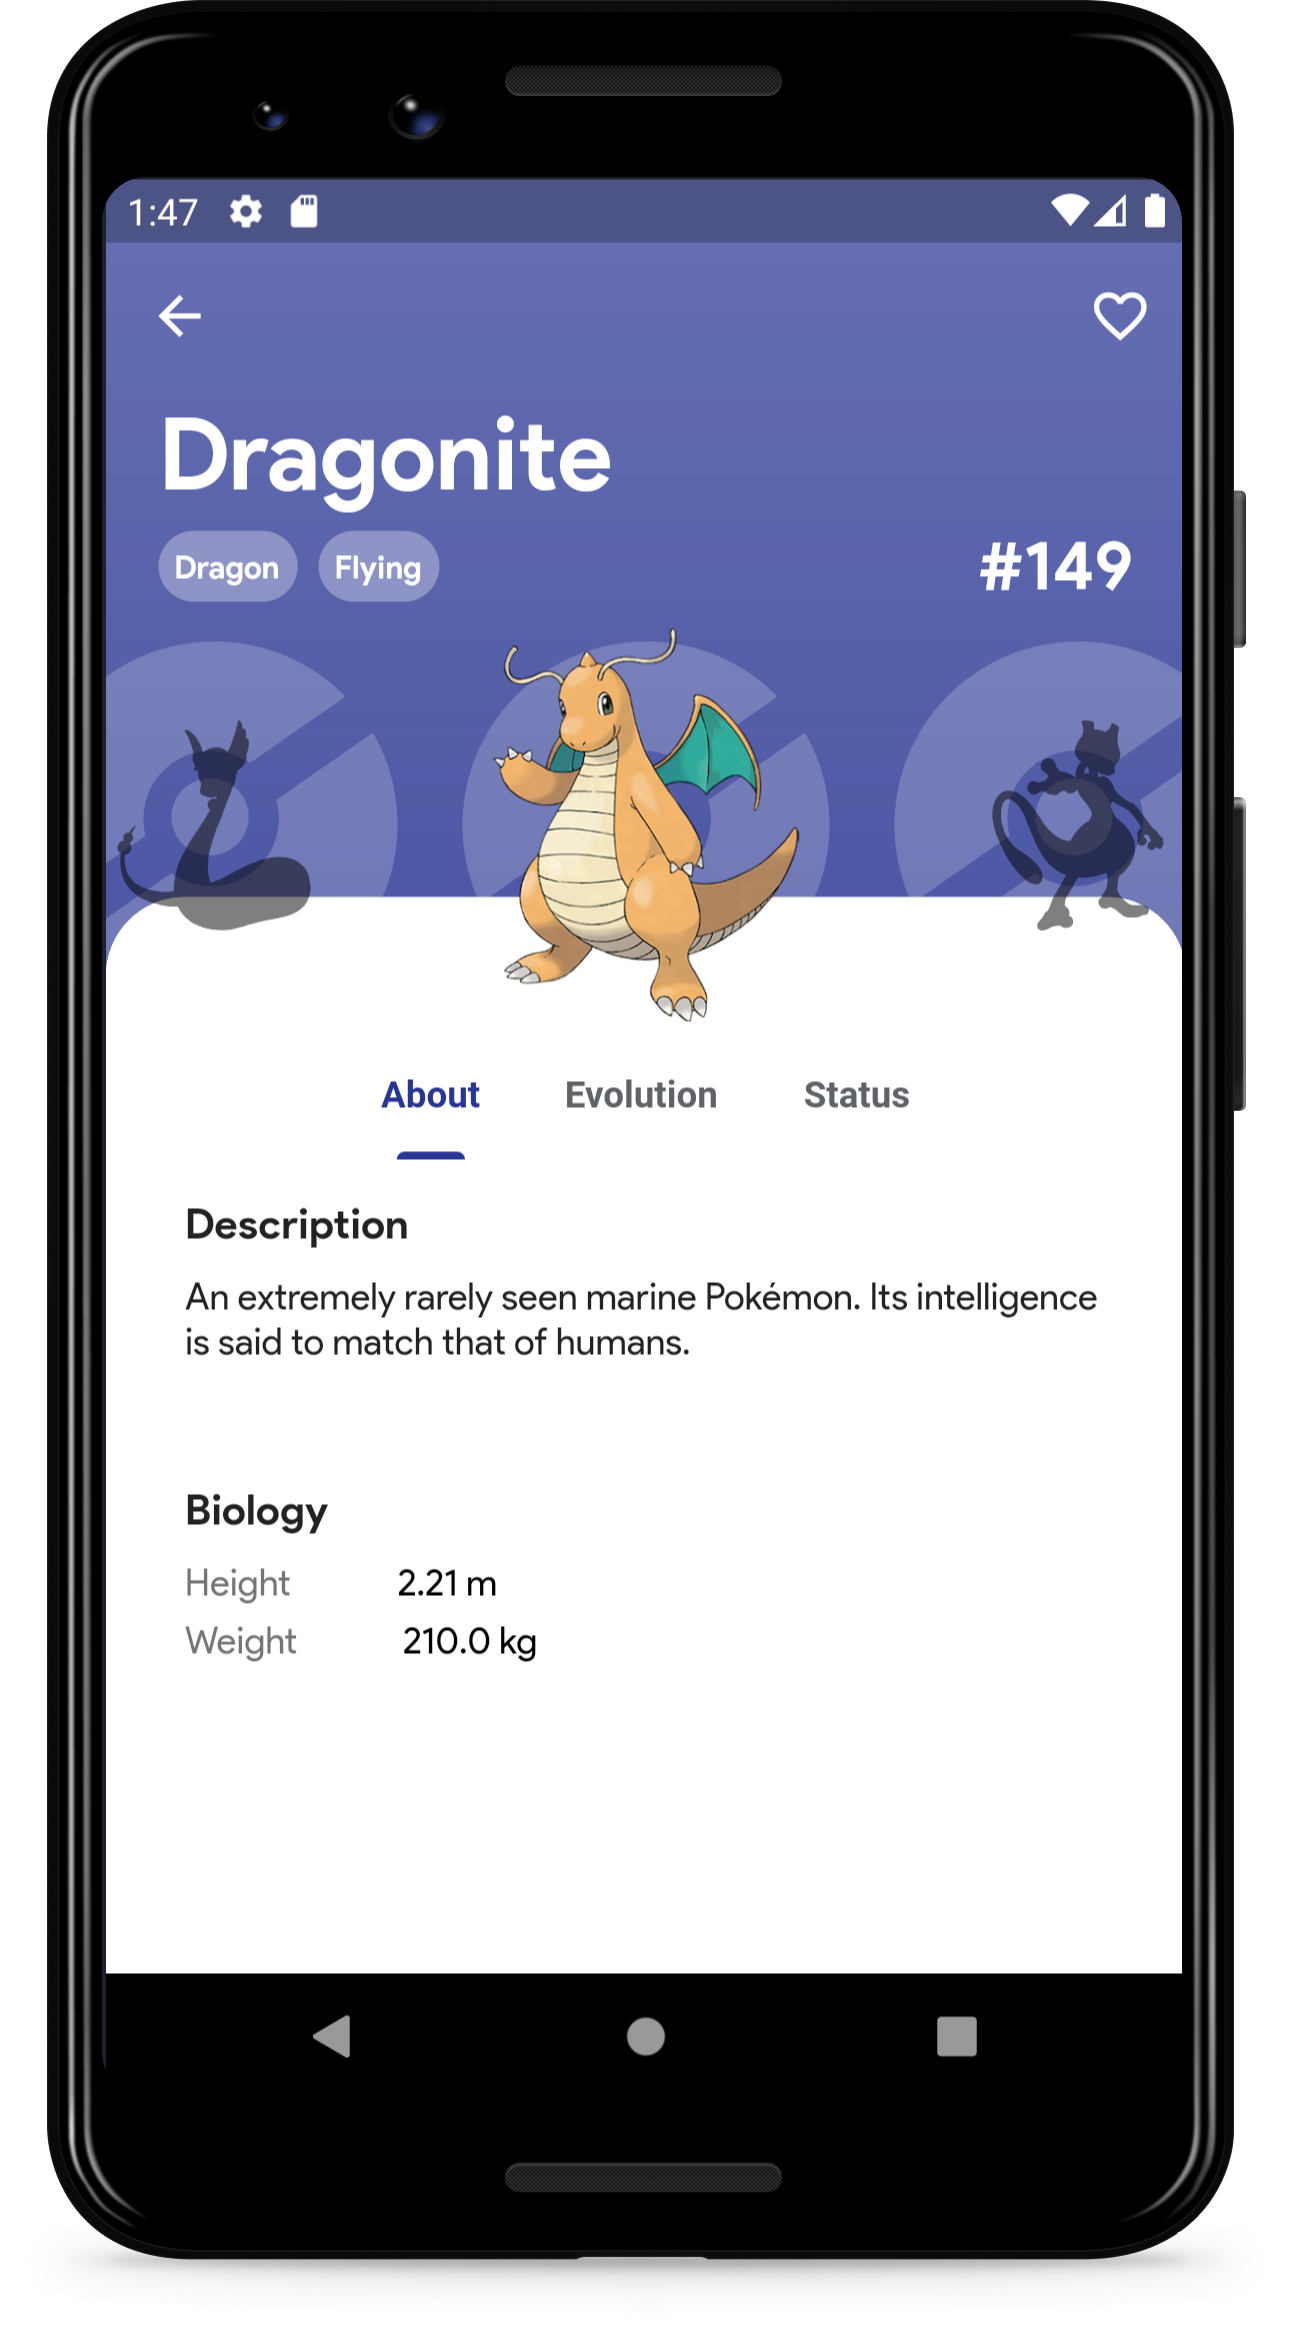 1:47
Dragonite
Dragon Flying
#149
About Evolution Status
Description
An extremely rarely seen marine Pokémon. Its intelligence
is said to match that of humans.
Biology
Height 2.21 m
Weight 210.0 kg